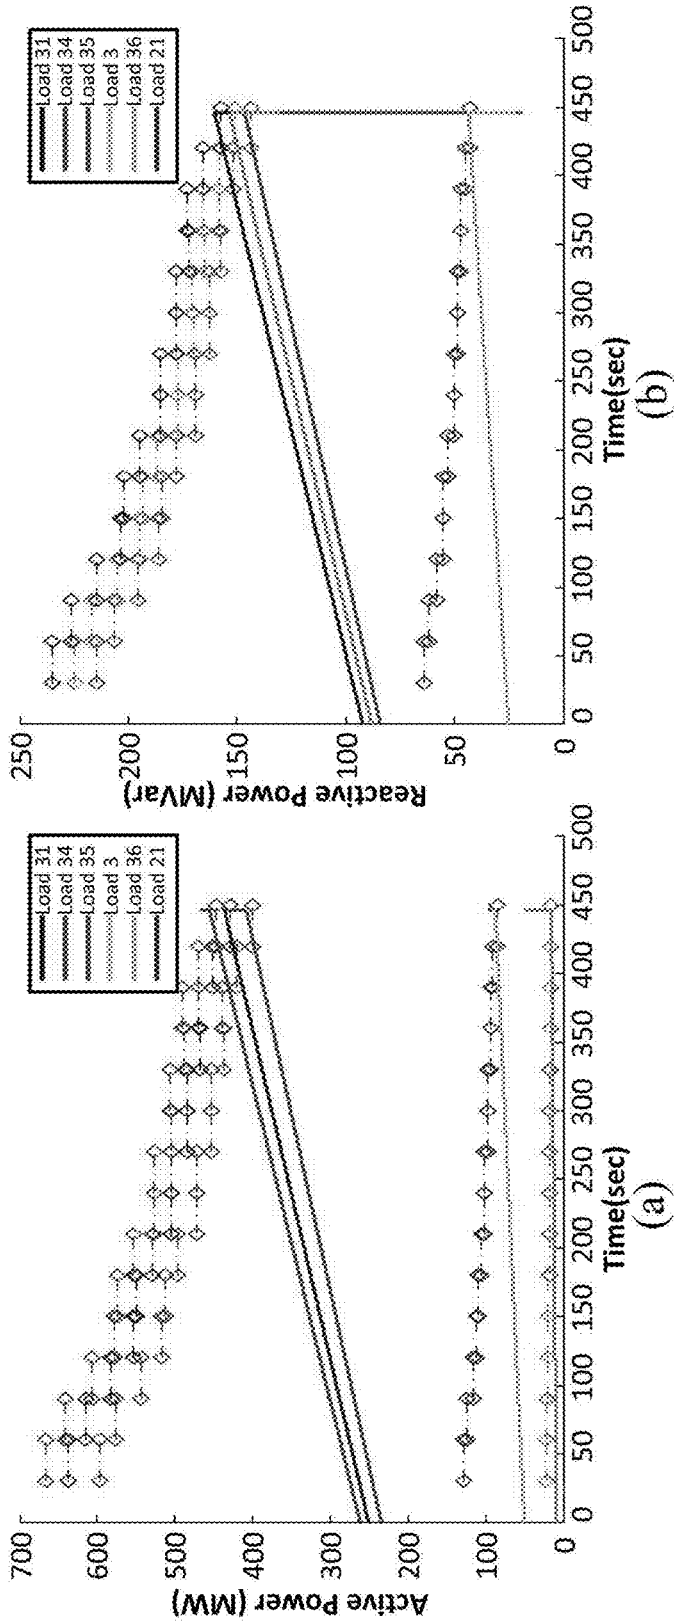 Active Power (MW)
700
600
500
400
300
200
100
0
0
50
100
150
200
250
300
350
400
450
500
Time(sec)
(a)
Load 31
Load 34
Load 35
Load 3
Load 36
Load 21
Reactive Power (MVar)
250
200
150
100
50
0
0
50
100
150
200
250
300
350
400
450
500
Time(sec)
(b)
Load 31
Load 34
Load 35
Load 3
Load 36
Load 21